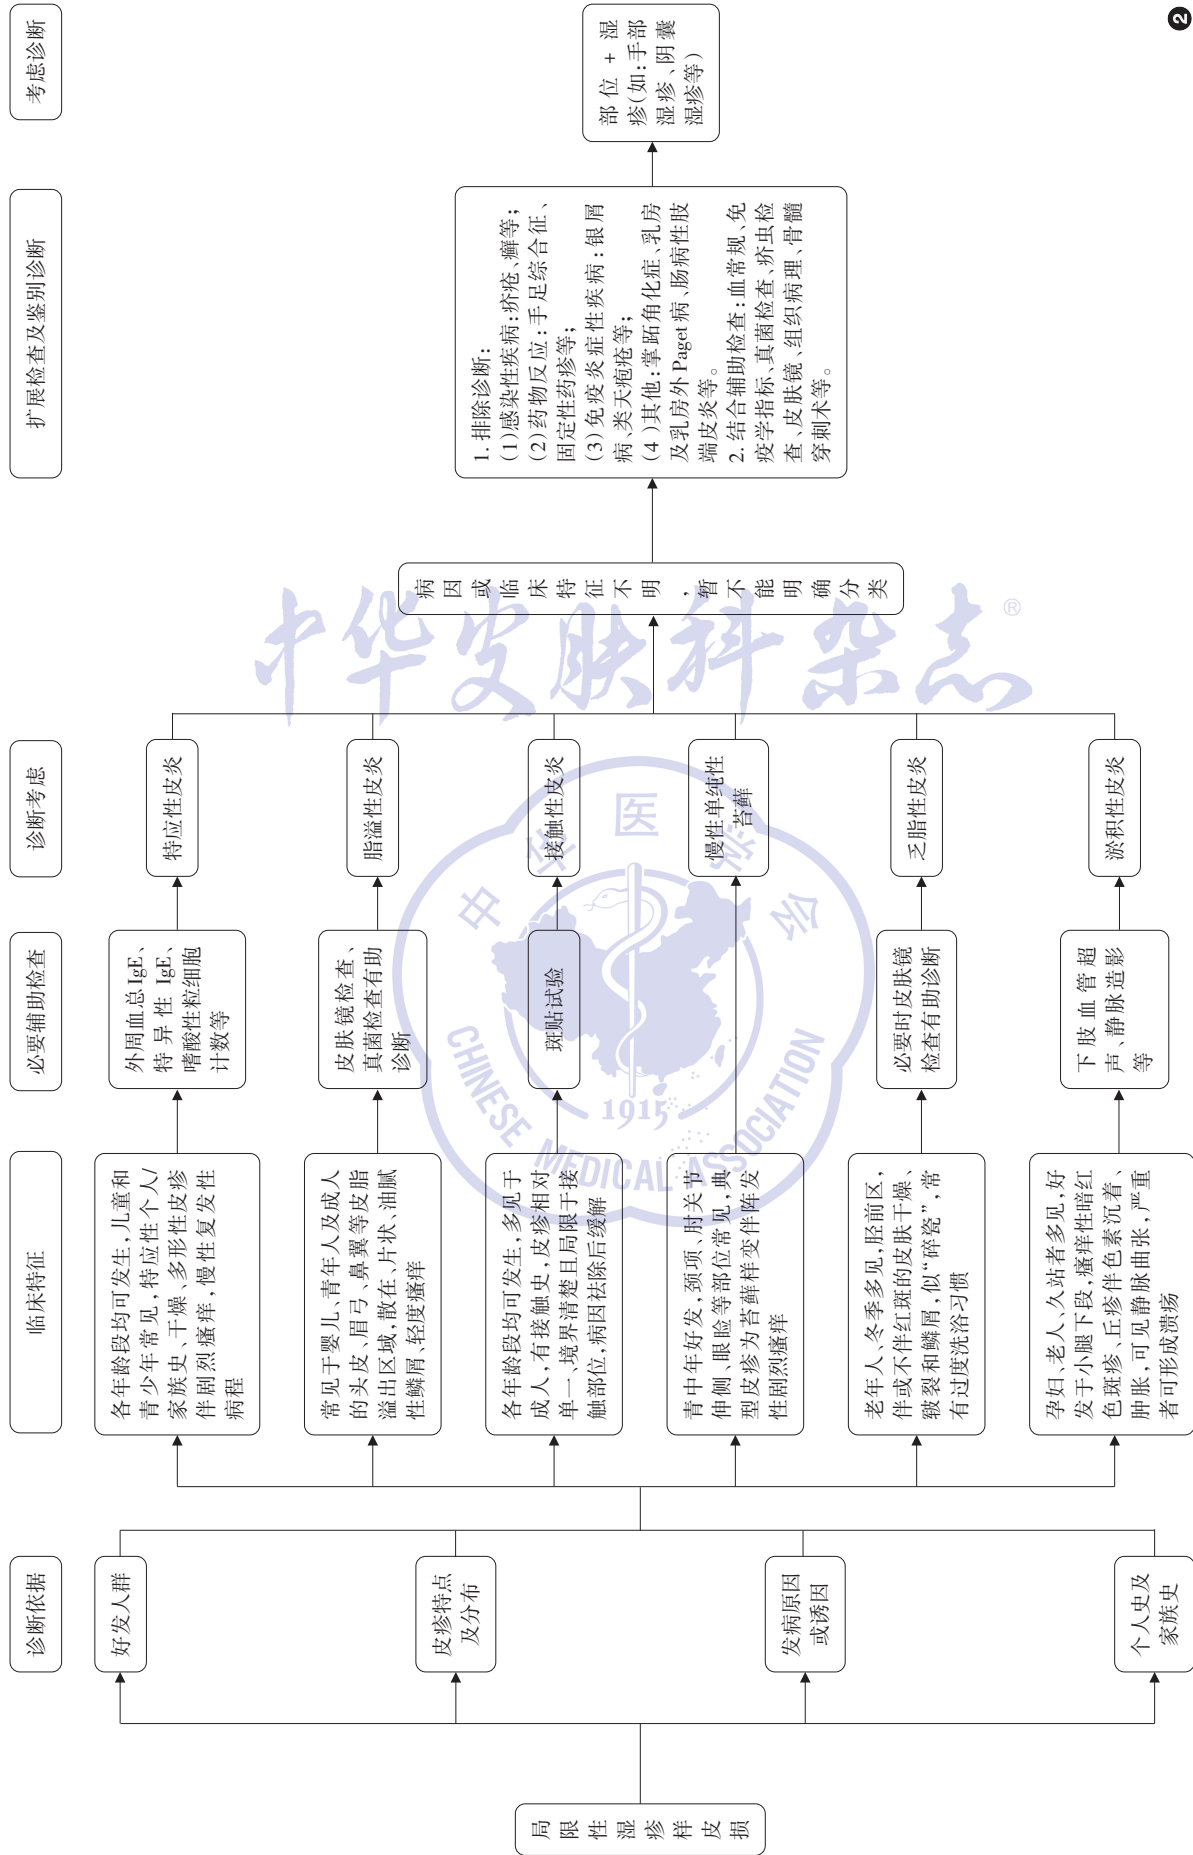 局限性湿疹样皮损
诊断依据
好发人群
皮疹特点
及分布
发病原因
或诱因
个人史及
家族史
临床特征
各年龄段均可发生,儿童和
青少年常见,特应性个人/
家族史、干燥、多形性皮疹
伴剧烈瘙痒,慢性复发性
病程
常见于婴儿、青年人及成人
的头皮、眉弓、鼻翼等皮脂
溢出区域,散在、片状、油腻
性鳞屑、轻度瘙痒
各年龄段均可发生,多见于
成人,有接触史,皮疹相对
单一、境界清楚且局限于接
触部位,病因祛除后缓解
青中年好发,颈项、肘关节
伸侧、眼睑等部位常见,典
型皮疹为苔藓样变伴阵发
性剧烈瘙痒
老年人、冬季多见,胫前区,
伴或不伴红斑的皮肤干燥、
皲裂和鳞屑,似“碎瓷”,常
有过度洗浴习惯
孕妇、老人、久站者多见,好
发于小腿下段,瘙痒性暗红
色斑疹、丘疹伴色素沉着、
肿胀,可见静脉曲张,严重
者可形成溃疡
必要辅助检查
外周血总IgE、
特异性 IgE、
嗜酸性粒细胞
计数等
皮肤镜检查、
真菌检查有助
诊断
斑贴试验
必要时皮肤镜
检查有助诊断
下肢血管超
声、静脉造影
等
诊断考虑
特应性皮炎
脂溢性皮炎
接触性皮炎
慢性单纯性
苔藓
乏脂性皮炎
淤积性皮炎
病因或临床特征不明,暂不能明确分类
扩展检查及鉴别诊断
1. 排除诊断:
(1)感染性疾病:疥疮、癣等;
(2)药物反应:手足综合征、
固定性药疹等;
(3)免疫炎症性疾病:银屑
病、类天疱疮等;
(4)其他:掌跖角化症、乳房
及乳房外 Paget 病、肠病性肢
端皮炎等。
2. 结合辅助检查:血常规、免
疫学指标、真菌检查、疥虫检
查、皮肤镜、组织病理、骨髓
穿刺术等。
考虑诊断
部位 + 湿
疹(如:手部
湿疹、阴囊
湿疹等)
2
中华皮肤科杂志®
中华医学会
1915
CHINESE MEDICAL ASSOCIATION